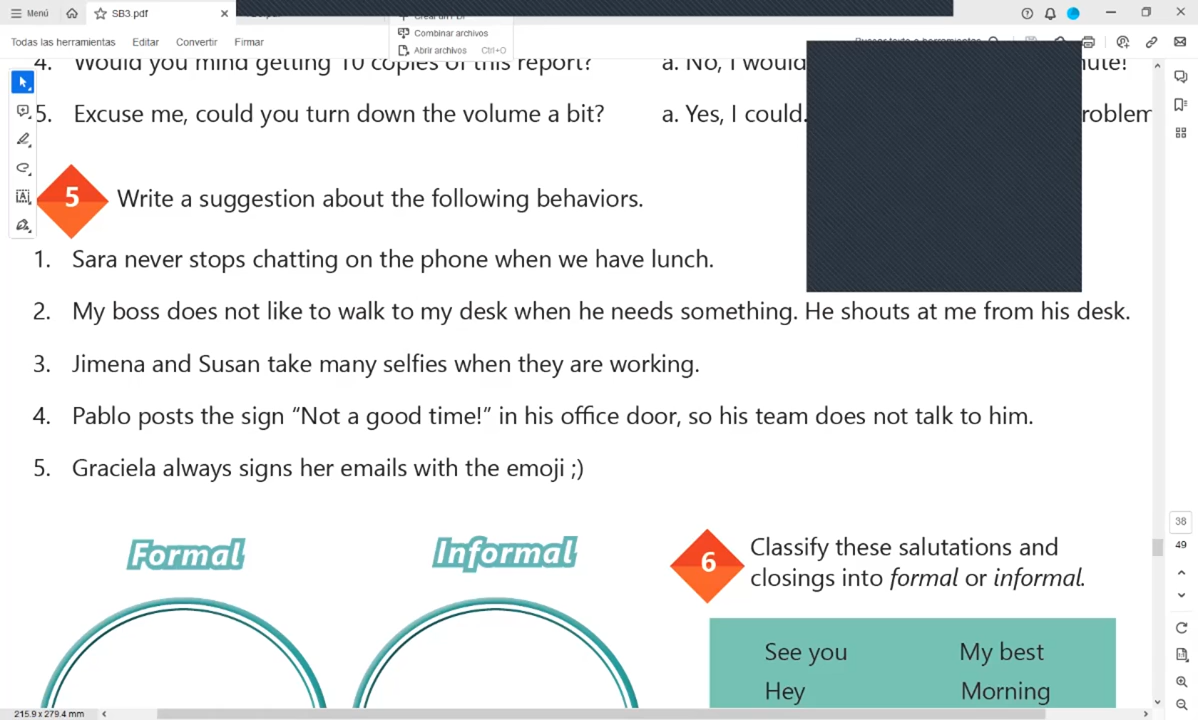 Menú
SB3.pdf
Crear un PDF
Combinar archivos
Abrir archivos Ctrl+O
Todas las herramientas Editar Convertir Firmar
4. Would you mind getting 10 copies of this report? a. No, I would
5. Excuse me, could you turn down the volume a bit? a. Yes, I could. roblem
5 Write a suggestion about the following behaviors.
1. Sara never stops chatting on the phone when we have lunch.
2. My boss does not like to walk to my desk when he needs something. He shouts at me from his desk.
3. Jimena and Susan take many selfies when they are working.
4. Pablo posts the sign “Not a good time!” in his office door, so his team does not talk to him.
5. Graciela always signs her emails with the emoji ;)
Formal Informal
6 Classify these salutations and
closings into formal or informal.
See you My best
Hey Morning
38
49
215.9 x 279.4 mm